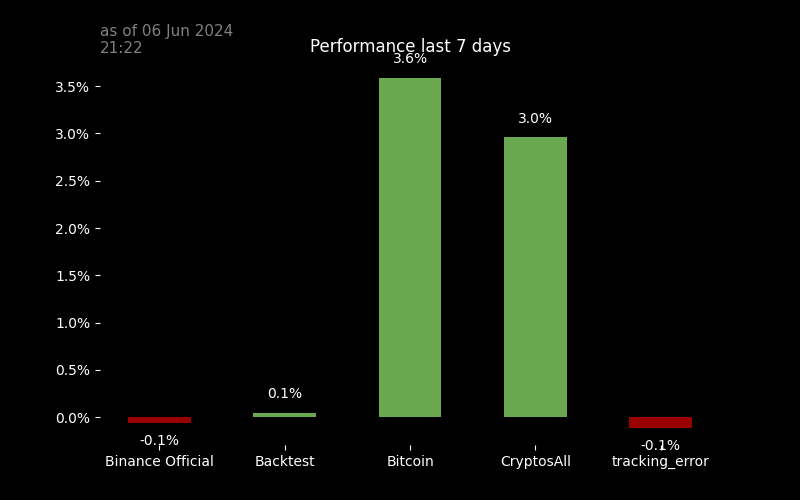 as of 06 Jun 2024
21:22
Performance last 7 days
3.6%
3.5%
3.0%
3.0%
2.5%
2.0%
1.5%
1.0%
0.5%
0.1%
0.0%
-0.1%
-0.1%
Binance Official
Backtest
Bitcoin
CryptosAll
tracking_error